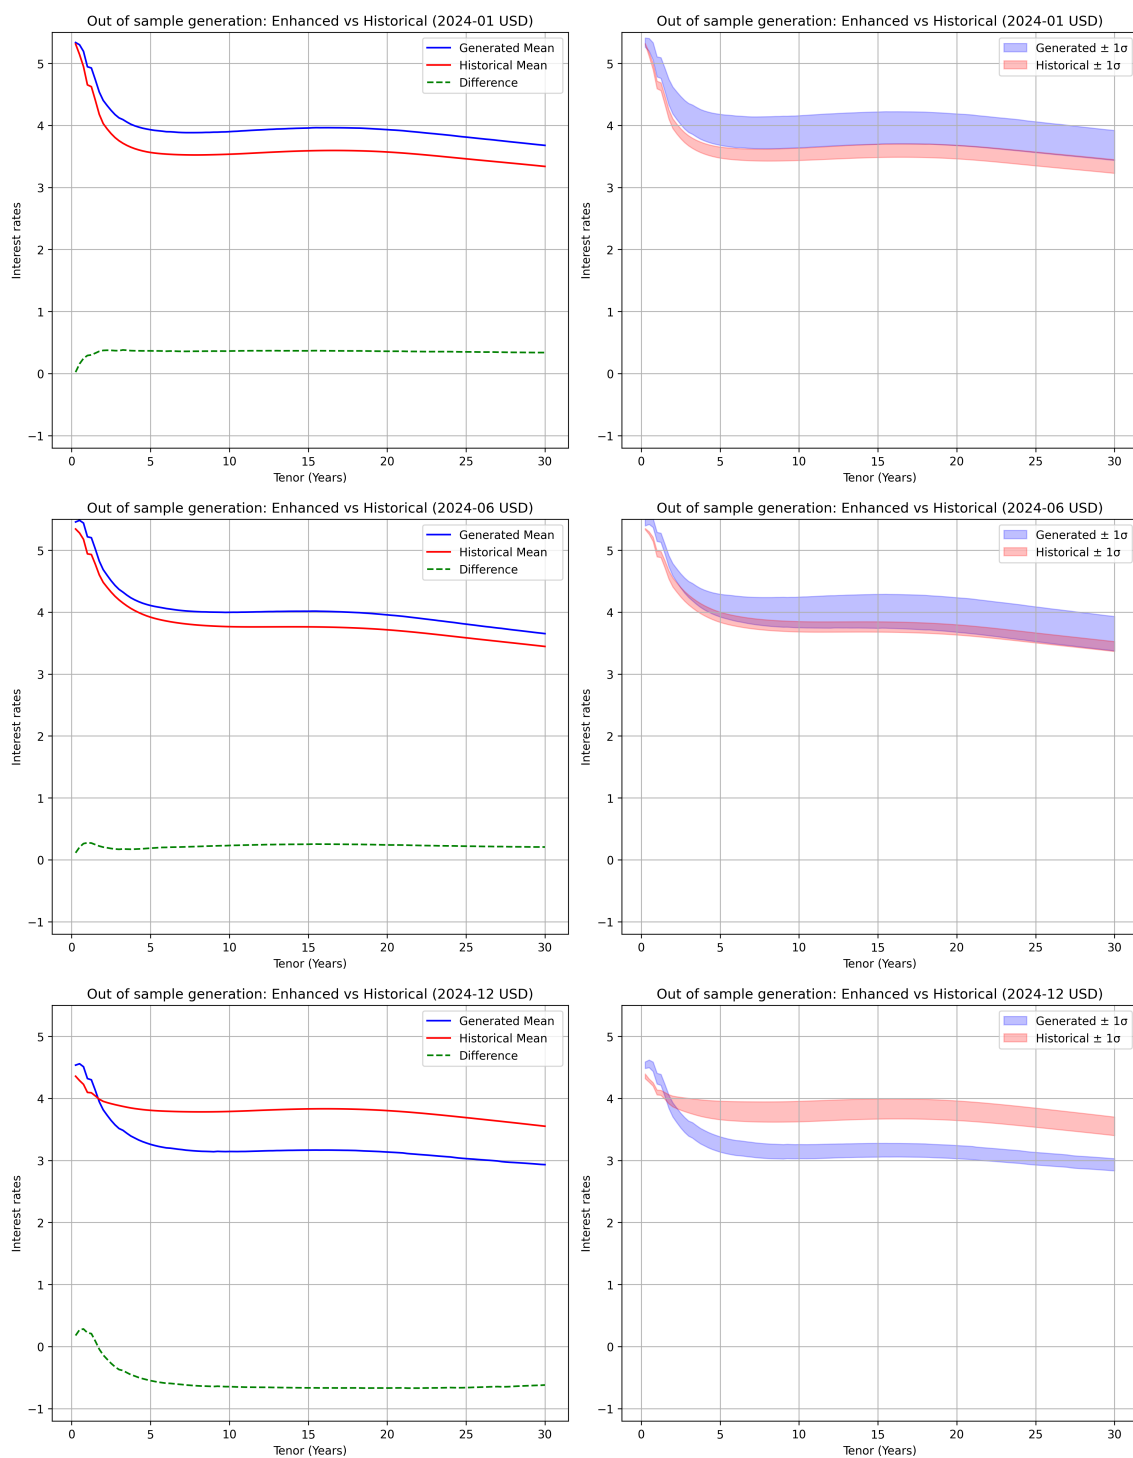 Out of sample generation: Enhanced vs Historical (2024-01 USD)
Generated Mean
Historical Mean
Difference
5
4
3
2
1
0
−1
Interest rates
0 5 10 15 20 25 30
Tenor (Years)
Out of sample generation: Enhanced vs Historical (2024-01 USD)
Generated ± 1σ
Historical ± 1σ
5
4
3
2
1
0
−1
Interest rates
0 5 10 15 20 25 30
Tenor (Years)
Out of sample generation: Enhanced vs Historical (2024-06 USD)
Generated Mean
Historical Mean
Difference
5
4
3
2
1
0
−1
Interest rates
0 5 10 15 20 25 30
Tenor (Years)
Out of sample generation: Enhanced vs Historical (2024-06 USD)
Generated ± 1σ
Historical ± 1σ
5
4
3
2
1
0
−1
Interest rates
0 5 10 15 20 25 30
Tenor (Years)
Out of sample generation: Enhanced vs Historical (2024-12 USD)
Generated Mean
Historical Mean
Difference
5
4
3
2
1
0
−1
Interest rates
0 5 10 15 20 25 30
Tenor (Years)
Out of sample generation: Enhanced vs Historical (2024-12 USD)
Generated ± 1σ
Historical ± 1σ
5
4
3
2
1
0
−1
Interest rates
0 5 10 15 20 25 30
Tenor (Years)